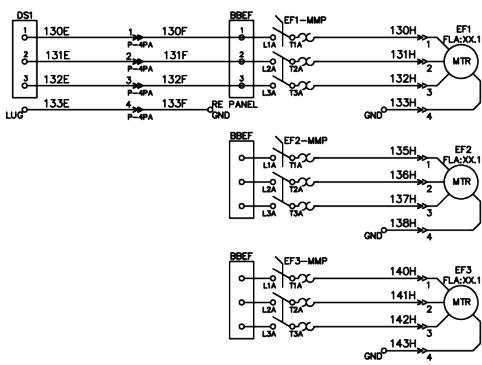 DS1 BBEF EF1-MMP EF1
1 130E 1 130F 1 L1A T1A 130H 1 FLA:XX.1
P-4PA
2 131E 2 131F 2 L2A T2A 131H 2 MTR
P-4PA
3 132E 3 132F 3 L3A T3A 132H 3
P-4PA
LUG 133E 4 133F RE PANEL GND GND 133H 4
P-4PA
BBEF EF2-MMP EF2
L1A T1A 135H 1 FLA:XX.1
L2A T2A 136H 2 MTR
L3A T3A 137H 3
GND 138H 4
BBEF EF3-MMP EF3
L1A T1A 140H 1 FLA:XX.1
L2A T2A 141H 2 MTR
L3A T3A 142H 3
GND 143H 4